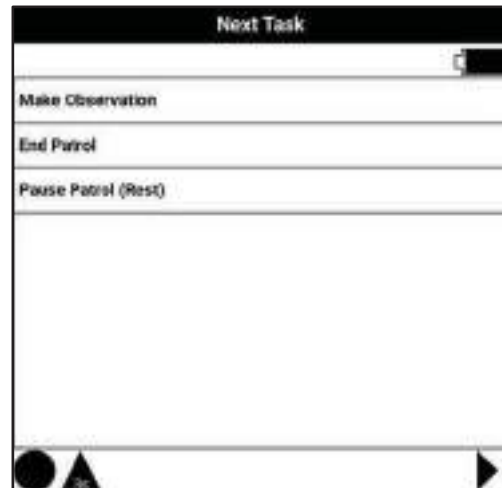 Next Task
Make Observation
End Patrol
Pause Patrol (Rest)